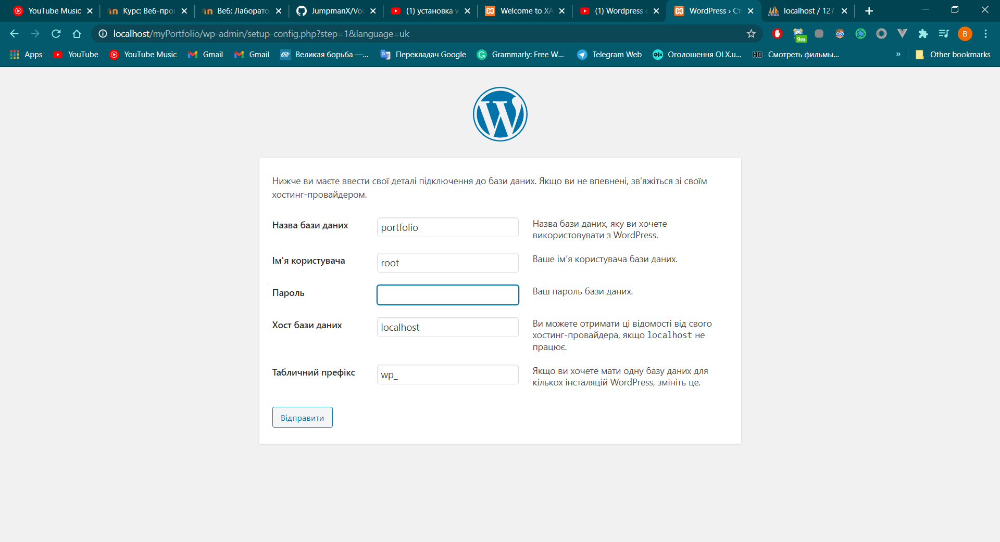 YouTube Music
Курс: Веб-про
Веб: Лаборато
JumpmanX/Voc
(1) установка w
Welcome to XA
(1) Wordpress
WordPress › Ст
localhost / 127.
localhost/myPortfolio/wp-admin/setup-config.php?step=1&language=uk
9m
B
Apps
YouTube
YouTube Music
Gmail
Gmail
Великая борьба —...
Перекладач Google
Grammarly: Free W...
Telegram Web
Оголошення OLX.u...
HD
Смотреть фильмы...
»
Other bookmarks
Нижче ви маєте ввести свої деталі підключення до бази даних. Якщо ви не впевнені, зв'яжіться зі своїм
хостинг-провайдером.
Назва бази даних
portfolio
Назва бази даних, яку ви хочете
використовувати з WordPress.
Ім'я користувача
root
Ваше ім’я користувача бази даних.
Пароль
Ваш пароль бази даних.
Хост бази даних
localhost
Ви можете отримати ці відомості від свого
хостинг-провайдера, якщо localhost не
працює.
Табличний префікс
wp_
Якщо ви хочете мати одну базу даних для
кількох інсталяцій WordPress, змініть це.
Відправити